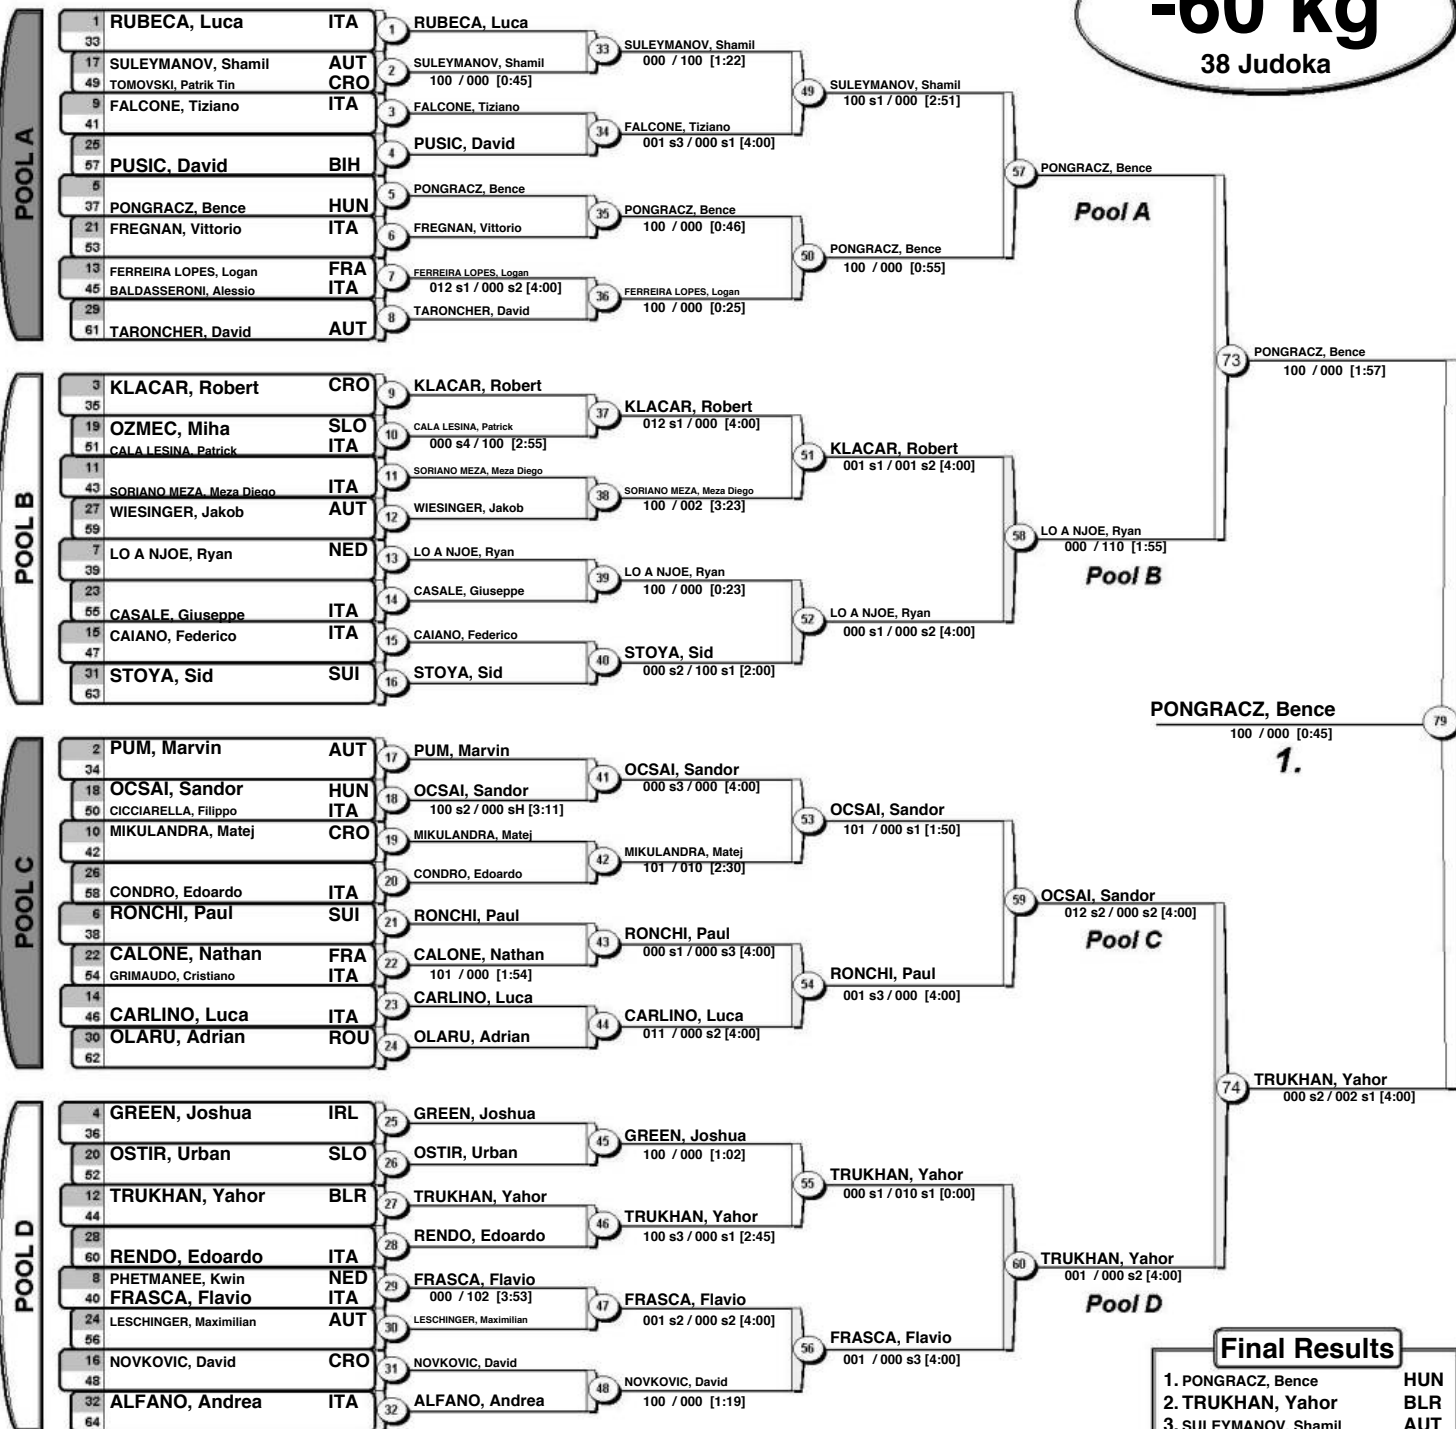 -60 kg
38 Judoka
POOL A
1 RUBECA, Luca ITA
33
17 SULEYMANOV, Shamil AUT
49 TOMOVSKI, Patrik Tin CRO
9 FALCONE, Tiziano ITA
41
25
57 PUSIC, David BIH
5
37 PONGRACZ, Bence HUN
21 FREGNAN, Vittorio ITA
53
13 FERREIRA LOPES, Logan FRA
45 BALDASSERONI, Alessio ITA
29
61 TARONCHER, David AUT
1 RUBECA, Luca
2 SULEYMANOV, Shamil
100 / 000 [0:45]
3 FALCONE, Tiziano
4 PUSIC, David
5 PONGRACZ, Bence
6 FREGNAN, Vittorio
7 FERREIRA LOPES, Logan
012 s1 / 000 s2 [4:00]
8 TARONCHER, David
33 SULEYMANOV, Shamil
000 / 100 [1:22]
34 FALCONE, Tiziano
001 s3 / 000 s1 [4:00]
35 PONGRACZ, Bence
100 / 000 [0:46]
36 FERREIRA LOPES, Logan
100 / 000 [0:25]
49 SULEYMANOV, Shamil
100 s1 / 000 [2:51]
50 PONGRACZ, Bence
100 / 000 [0:55]
57 PONGRACZ, Bence
Pool A
POOL B
3 KLACAR, Robert CRO
35
19 OZMEC, Miha SLO
51 CALA LESINA, Patrick ITA
11
43 SORIANO MEZA, Meza Diego ITA
27 WIESINGER, Jakob AUT
59
7 LO A NJOE, Ryan NED
39
23
55 CASALE, Giuseppe ITA
15 CAIANO, Federico ITA
47
31 STOYA, Sid SUI
63
9 KLACAR, Robert
10 CALA LESINA, Patrick
000 s4 / 100 [2:55]
11 SORIANO MEZA, Meza Diego
12 WIESINGER, Jakob
13 LO A NJOE, Ryan
14 CASALE, Giuseppe
15 CAIANO, Federico
16 STOYA, Sid
37 KLACAR, Robert
012 s1 / 000 [4:00]
38 SORIANO MEZA, Meza Diego
100 / 002 [3:23]
39 LO A NJOE, Ryan
100 / 000 [0:23]
40 STOYA, Sid
000 s2 / 100 s1 [2:00]
51 KLACAR, Robert
001 s1 / 001 s2 [4:00]
52 LO A NJOE, Ryan
000 s1 / 000 s2 [4:00]
58 LO A NJOE, Ryan
000 / 110 [1:55]
Pool B
73 PONGRACZ, Bence
100 / 000 [1:57]
PONGRACZ, Bence 79
100 / 000 [0:45]
1.
POOL C
2 PUM, Marvin AUT
34
18 OCSAI, Sandor HUN
50 CICCIARELLA, Filippo ITA
10 MIKULANDRA, Matej CRO
42
26
58 CONDRO, Edoardo ITA
6 RONCHI, Paul SUI
38
22 CALONE, Nathan FRA
54 GRIMAUDO, Cristiano ITA
14
46 CARLINO, Luca ITA
30 OLARU, Adrian ROU
62
17 PUM, Marvin
18 OCSAI, Sandor
100 s2 / 000 sH [3:11]
19 MIKULANDRA, Matej
20 CONDRO, Edoardo
21 RONCHI, Paul
22 CALONE, Nathan
101 / 000 [1:54]
23 CARLINO, Luca
24 OLARU, Adrian
41 OCSAI, Sandor
000 s3 / 000 [4:00]
42 MIKULANDRA, Matej
101 / 010 [2:30]
43 RONCHI, Paul
000 s1 / 000 s3 [4:00]
44 CARLINO, Luca
011 / 000 s2 [4:00]
53 OCSAI, Sandor
101 / 000 s1 [1:50]
54 RONCHI, Paul
001 s3 / 000 [4:00]
59 OCSAI, Sandor
012 s2 / 000 s2 [4:00]
Pool C
74 TRUKHAN, Yahor
000 s2 / 002 s1 [4:00]
POOL D
4 GREEN, Joshua IRL
36
20 OSTIR, Urban SLO
52
12 TRUKHAN, Yahor BLR
44
28
60 RENDO, Edoardo ITA
8 PHETMANEE, Kwin NED
40 FRASCA, Flavio ITA
24 LESCHINGER, Maximilian AUT
56
16 NOVKOVIC, David CRO
48
32 ALFANO, Andrea ITA
64
25 GREEN, Joshua
26 OSTIR, Urban
27 TRUKHAN, Yahor
28 RENDO, Edoardo
29 FRASCA, Flavio
000 / 102 [3:53]
30 LESCHINGER, Maximilian
31 NOVKOVIC, David
32 ALFANO, Andrea
45 GREEN, Joshua
100 / 000 [1:02]
46 TRUKHAN, Yahor
100 s3 / 000 s1 [2:45]
47 FRASCA, Flavio
001 s2 / 000 s2 [4:00]
48 NOVKOVIC, David
100 / 000 [1:19]
55 TRUKHAN, Yahor
000 s1 / 010 s1 [0:00]
56 FRASCA, Flavio
001 / 000 s3 [4:00]
60 TRUKHAN, Yahor
001 / 000 s2 [4:00]
Pool D
Final Results
1. PONGRACZ, Bence HUN
2. TRUKHAN, Yahor BLR
3. SULEYMANOV, Shamil AUT